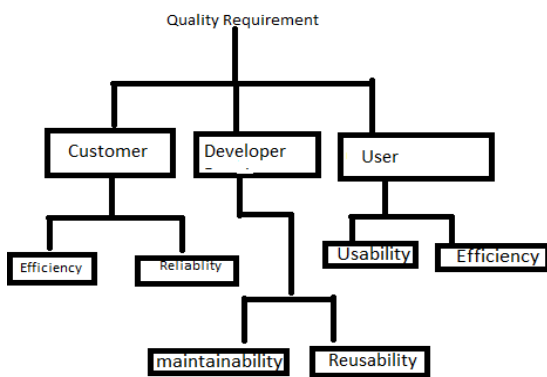 Quality Requirement
Customer
Developer
User
Efficiency
Reliablity
Usability
Efficiency
maintainability
Reusability